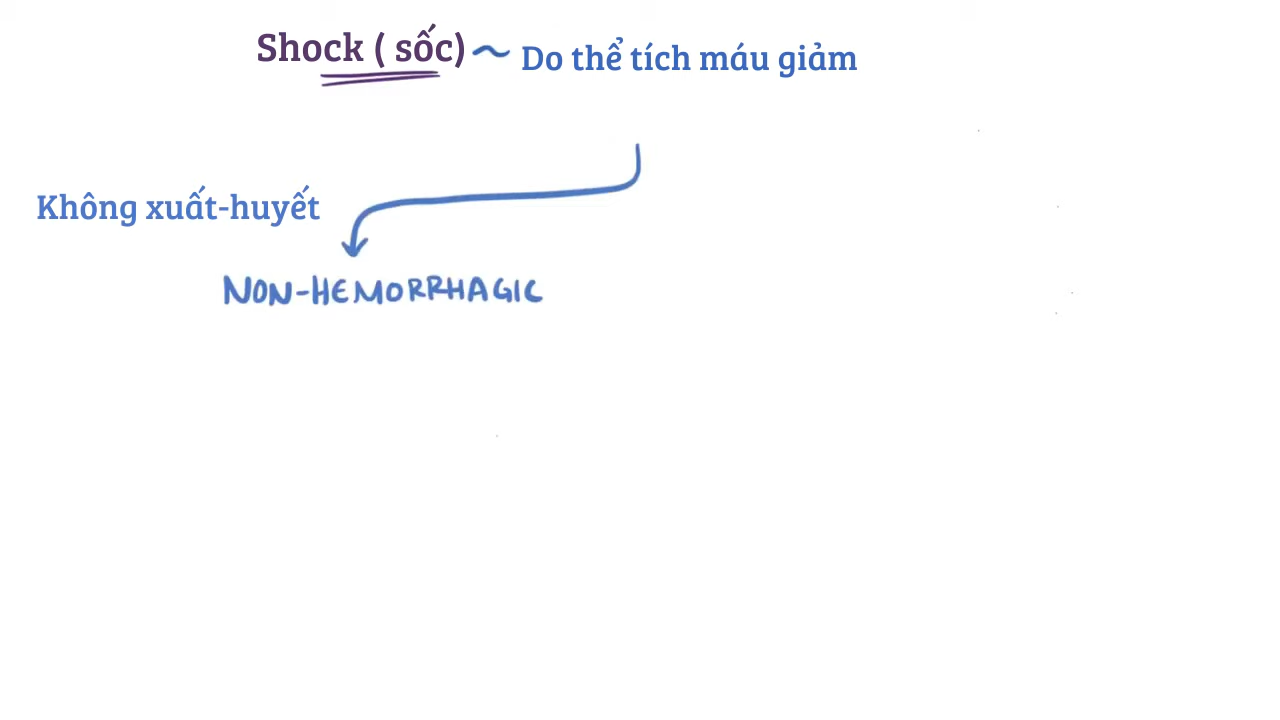 Shock ( sốc) ~ Do thể tích máu giảm
Không xuất-huyết
NON-HEMORRHAGIC